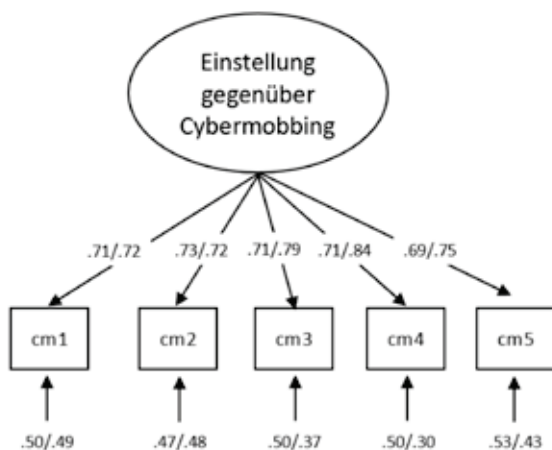 Einstellung
gegenüber
Cybermobbing
.71/.72 .73/.72 .71/.79 .71/.84 .69/.75
cm1 cm2 cm3 cm4 cm5
.50/.49 .47/.48 .50/.37 .50/.30 .53/.43